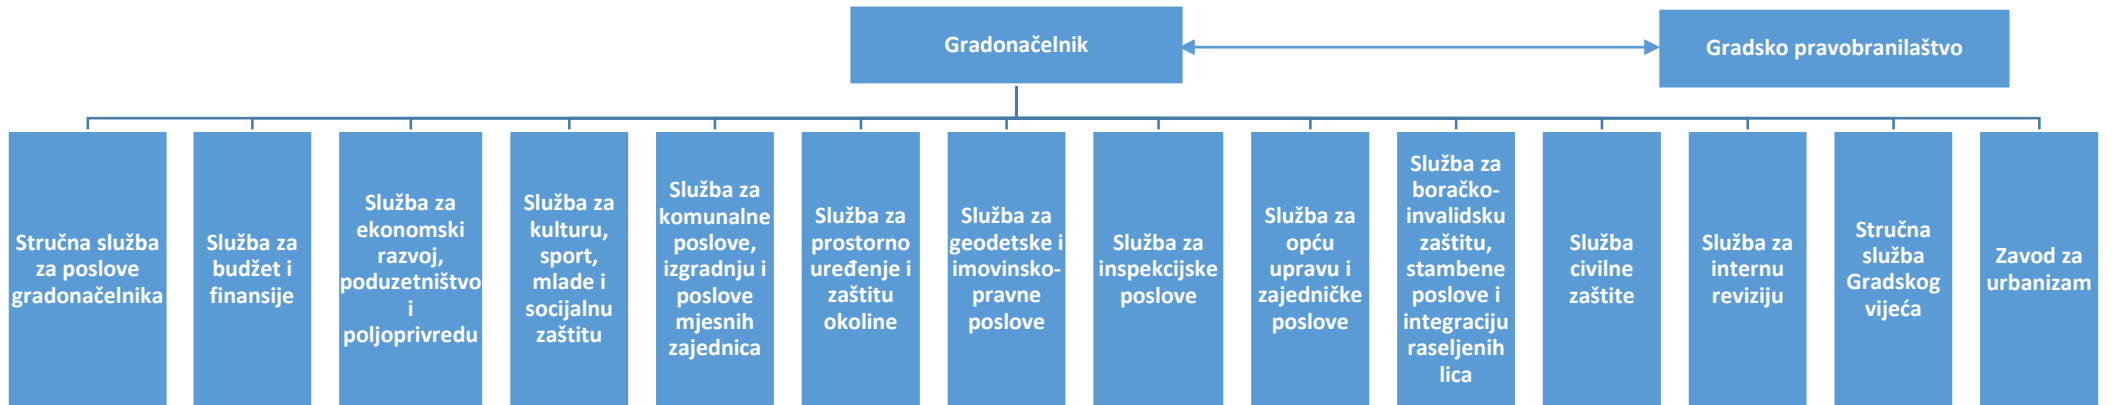 Gradonačelnik
Gradsko pravobranilaštvo
Stručna služba
za poslove
gradonačelnika
Služba za
budžet i
finansije
Služba za
ekonomski
razvoj,
poduzetništvo
i
poljoprivredu
Služba za
kulturu,
sport,
mlade i
socijalnu
zaštitu
Služba za
komunalne
poslove,
izgradnju i
poslove
mjesnih
zajednica
Služba za
prostorno
uređenje i
zaštitu
okoline
Služba za
geodetske i
imovinsko-
pravne
poslove
Služba za
inspekcijske
poslove
Služba za
opću
upravu i
zajedničke
poslove
Služba za
boračko-
invalidsku
zaštitu,
stambene
poslove i
integraciju
raseljenih
lica
Služba
civilne
zaštite
Služba za
internu
reviziju
Stručna
služba
Gradskog
vijeća
Zavod za
urbanizam